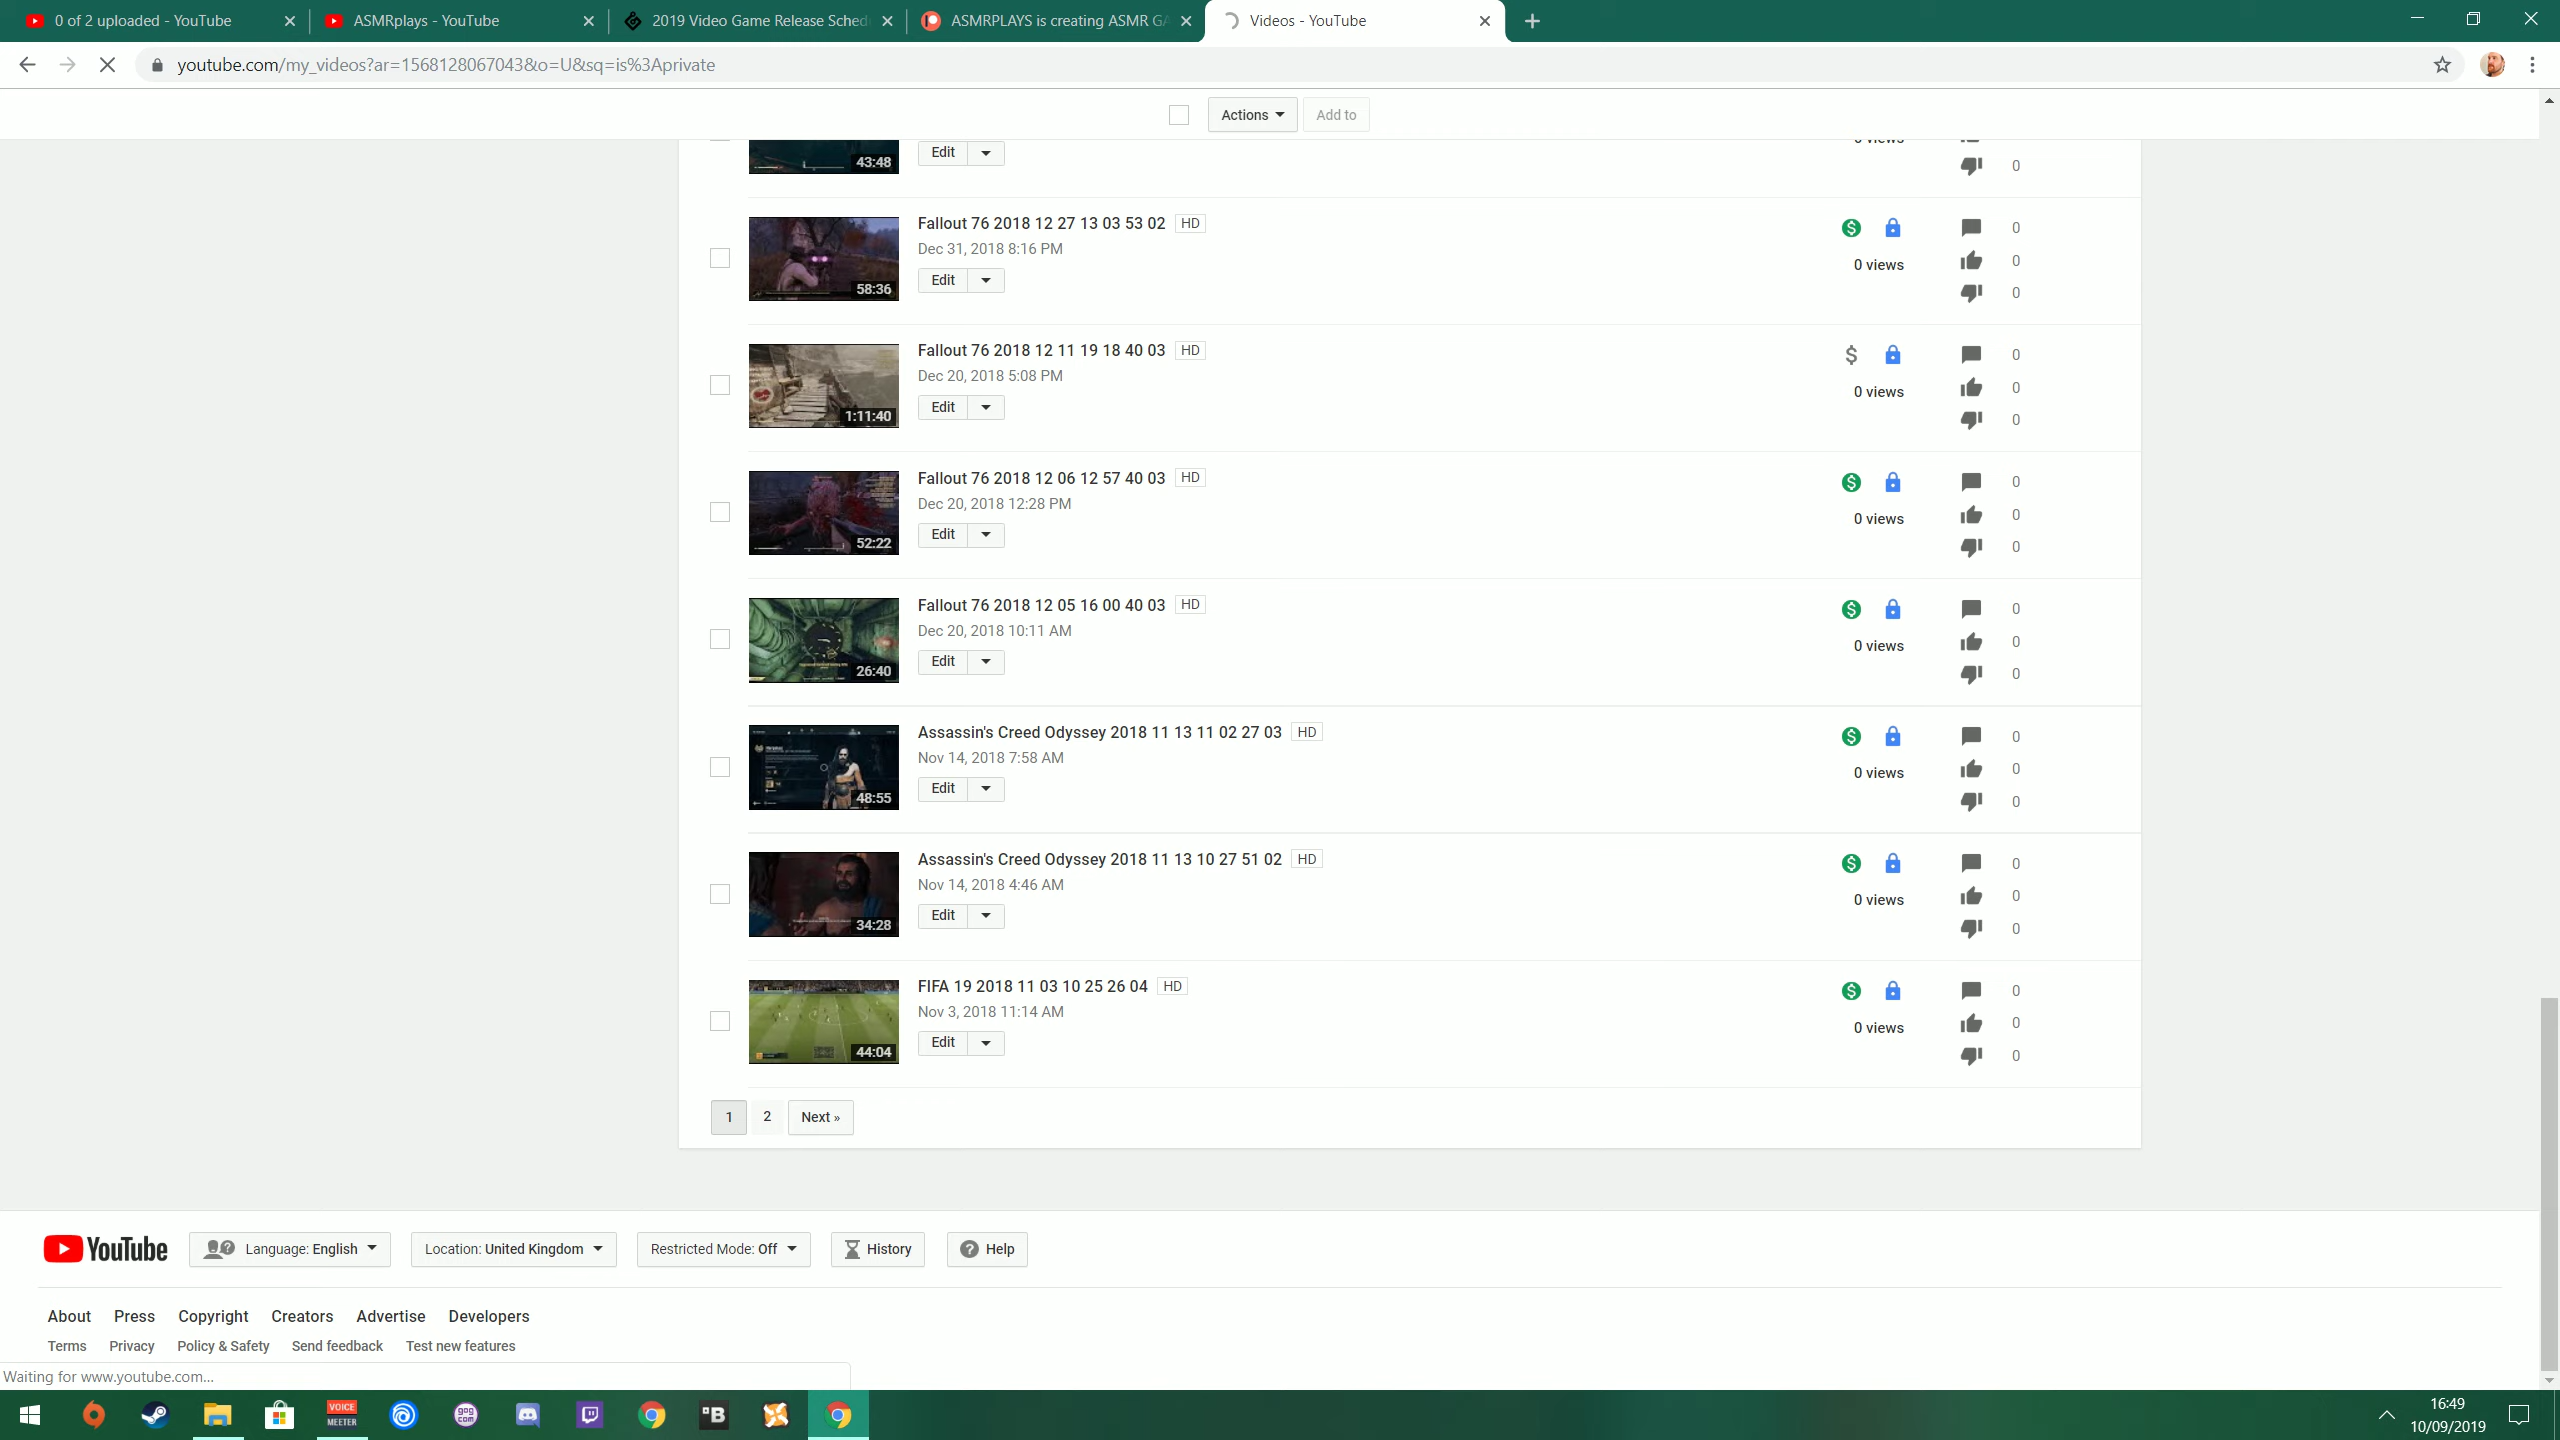 0 of 2 uploaded - YouTube
ASMRplays - YouTube
2019 Video Game Release Sched
ASMRPLAYS is creating ASMR GA
Videos - YouTube
youtube.com/my_videos?ar=1568128067043&o=U&sq=is%3Aprivate
Actions
Add to
43:48
Edit
0 views
0
Fallout 76 2018 12 27 13 03 53 02 HD
Dec 31, 2018 8:16 PM
Edit
58:36
0 views
0
0
0
Fallout 76 2018 12 11 19 18 40 03 HD
Dec 20, 2018 5:08 PM
Edit
1:11:40
0 views
0
0
0
Fallout 76 2018 12 06 12 57 40 03 HD
Dec 20, 2018 12:28 PM
Edit
52:22
0 views
0
0
0
Fallout 76 2018 12 05 16 00 40 03 HD
Dec 20, 2018 10:11 AM
Edit
26:40
0 views
0
0
0
Assassin's Creed Odyssey 2018 11 13 11 02 27 03 HD
Nov 14, 2018 7:58 AM
Edit
48:55
0 views
0
0
0
Assassin's Creed Odyssey 2018 11 13 10 27 51 02 HD
Nov 14, 2018 4:46 AM
Edit
34:28
0 views
0
0
0
FIFA 19 2018 11 03 10 25 26 04 HD
Nov 3, 2018 11:14 AM
Edit
44:04
0 views
0
0
0
1 2 Next »
YouTube
Language: English
Location: United Kingdom
Restricted Mode: Off
History
Help
About Press Copyright Creators Advertise Developers
Terms Privacy Policy & Safety Send feedback Test new features
Waiting for www.youtube.com...
VOICE
MEETER
GOG
COM
B
16:49
10/09/2019